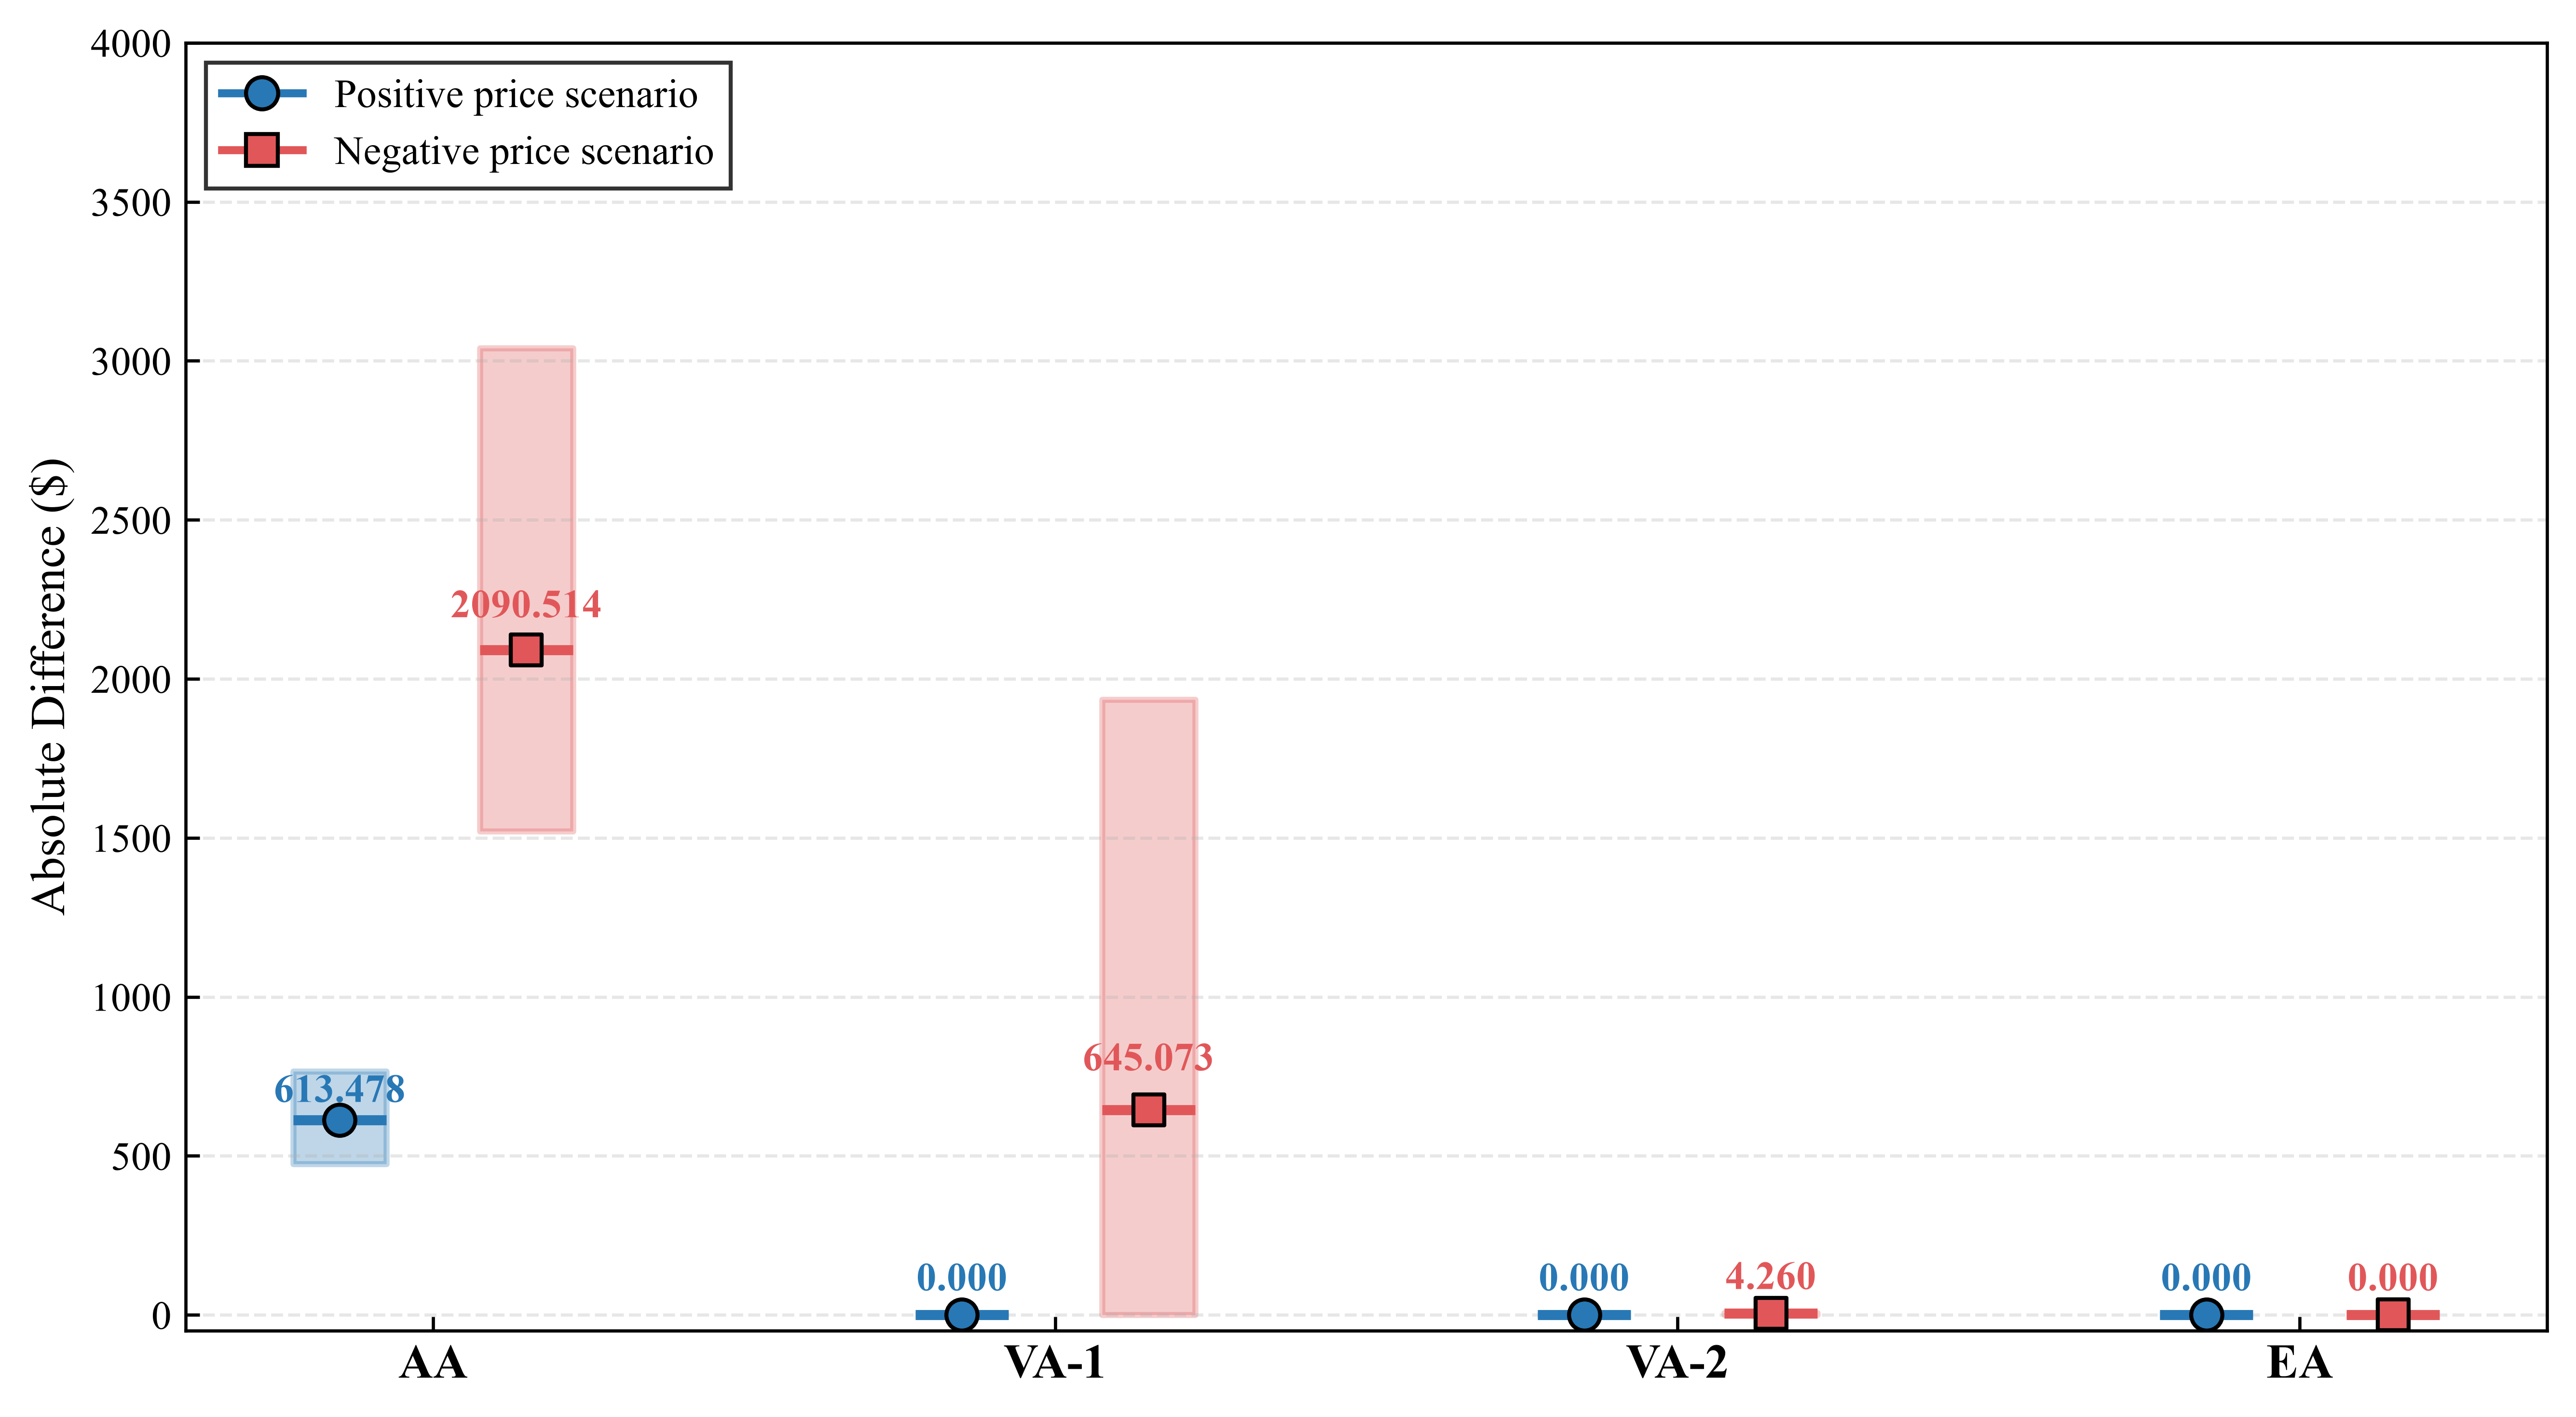 Absolute Difference ($)
4000
3500
3000
2500
2000
1500
1000
500
0
Positive price scenario
Negative price scenario
2090.514
613.478
645.073
0.000
0.000
4.260
0.000
0.000
AA
VA-1
VA-2
EA